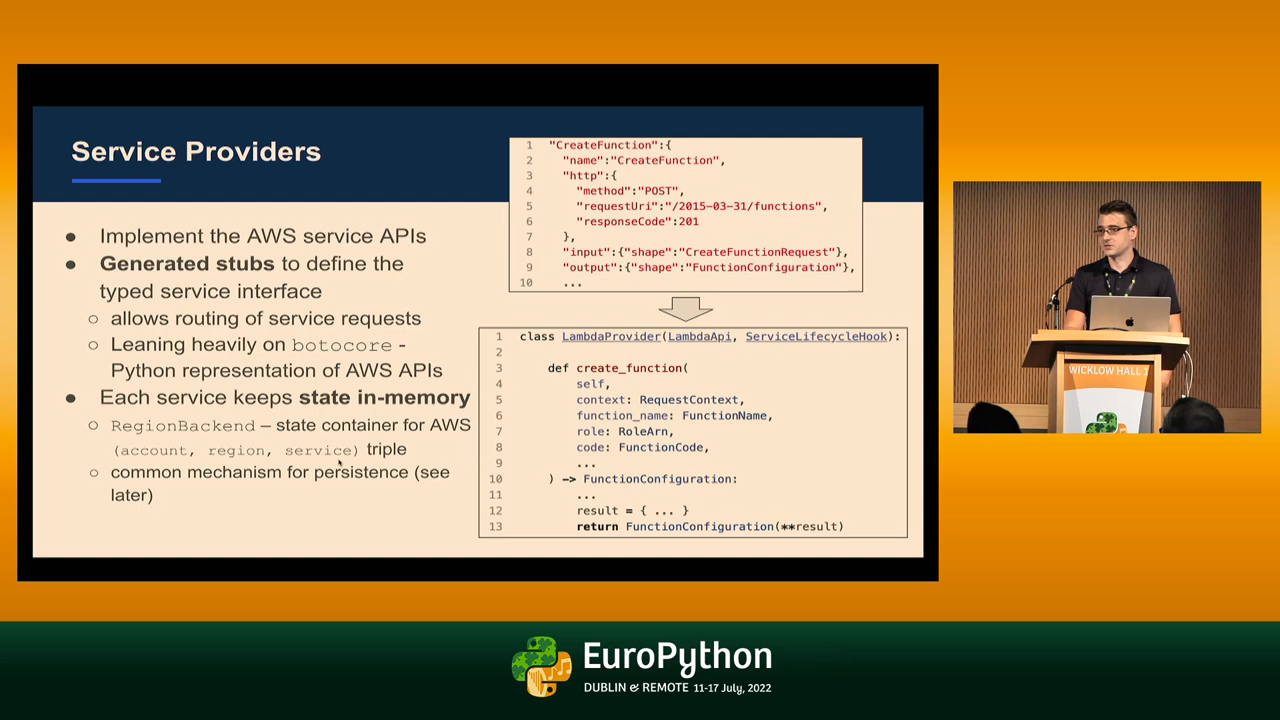 Service Providers
● Implement the AWS service APIs
● Generated stubs to define the
typed service interface
○ allows routing of service requests
○ Leaning heavily on botocore -
Python representation of AWS APIs
● Each service keeps state in-memory
○ RegionBackend – state container for AWS
(account, region, service) triple
○ common mechanism for persistence (see
later)
1 "CreateFunction":{
2 "name":"CreateFunction",
3 "http":{
4 "method":"POST",
5 "requestUri":"/2015-03-31/functions",
6 "responseCode":201
7 },
8 "input":{"shape":"CreateFunctionRequest"},
9 "output":{"shape":"FunctionConfiguration"},
10 ...
1 class LambdaProvider(LambdaApi, ServiceLifecycleHook):
2
3 def create_function(
4 self,
5 context: RequestContext,
6 function_name: FunctionName,
7 role: RoleArn,
8 code: FunctionCode,
9 ...
10 ) -> FunctionConfiguration:
11 ...
12 result = { ... }
13 return FunctionConfiguration(**result)
WICKLOW HALL 1
EuroPython
DUBLIN & REMOTE 11-17 July, 2022